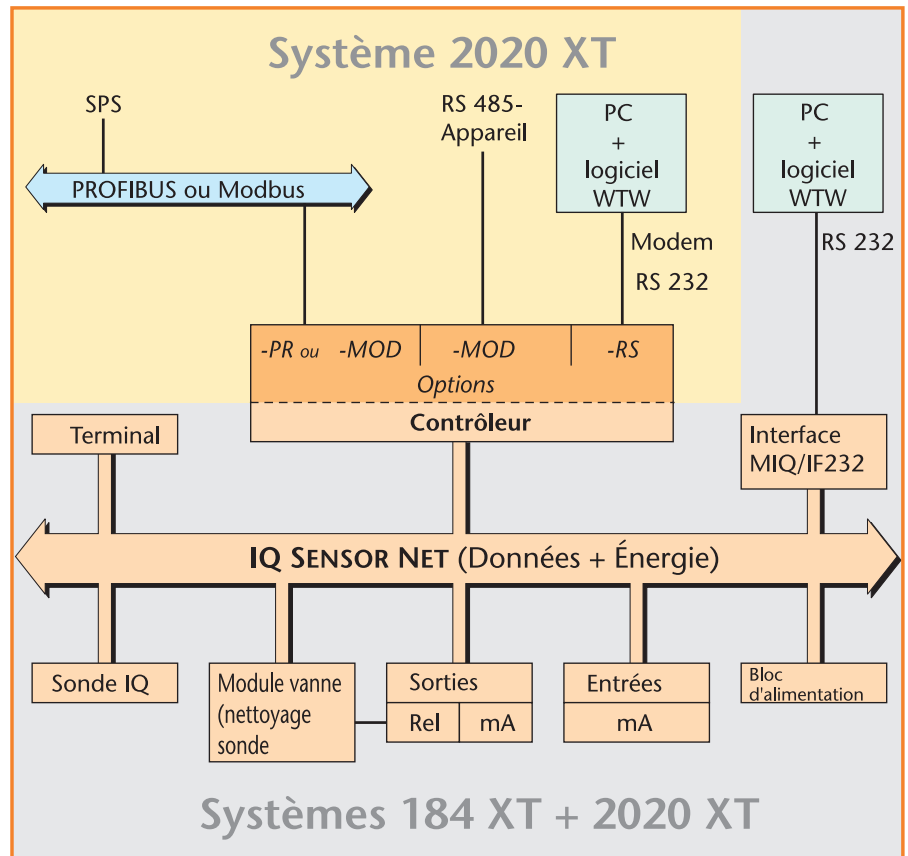 Système 2020 XT
SPS
PROFIBUS ou Modbus
RS 485-
Appareil
PC
+
logiciel
WTW
Modem
RS 232
PC
+
logiciel
WTW
RS 232
-PR ou -MOD
-MOD
-RS
Options
Contrôleur
Terminal
Interface
MIQ/IF232
IQ SENSOR NET (Données + Énergie)
Sonde IQ
Module vanne
(nettoyage
sonde
Sorties
Rel
mA
Entrées
mA
Bloc
d'alimentation
Systèmes 184 XT + 2020 XT